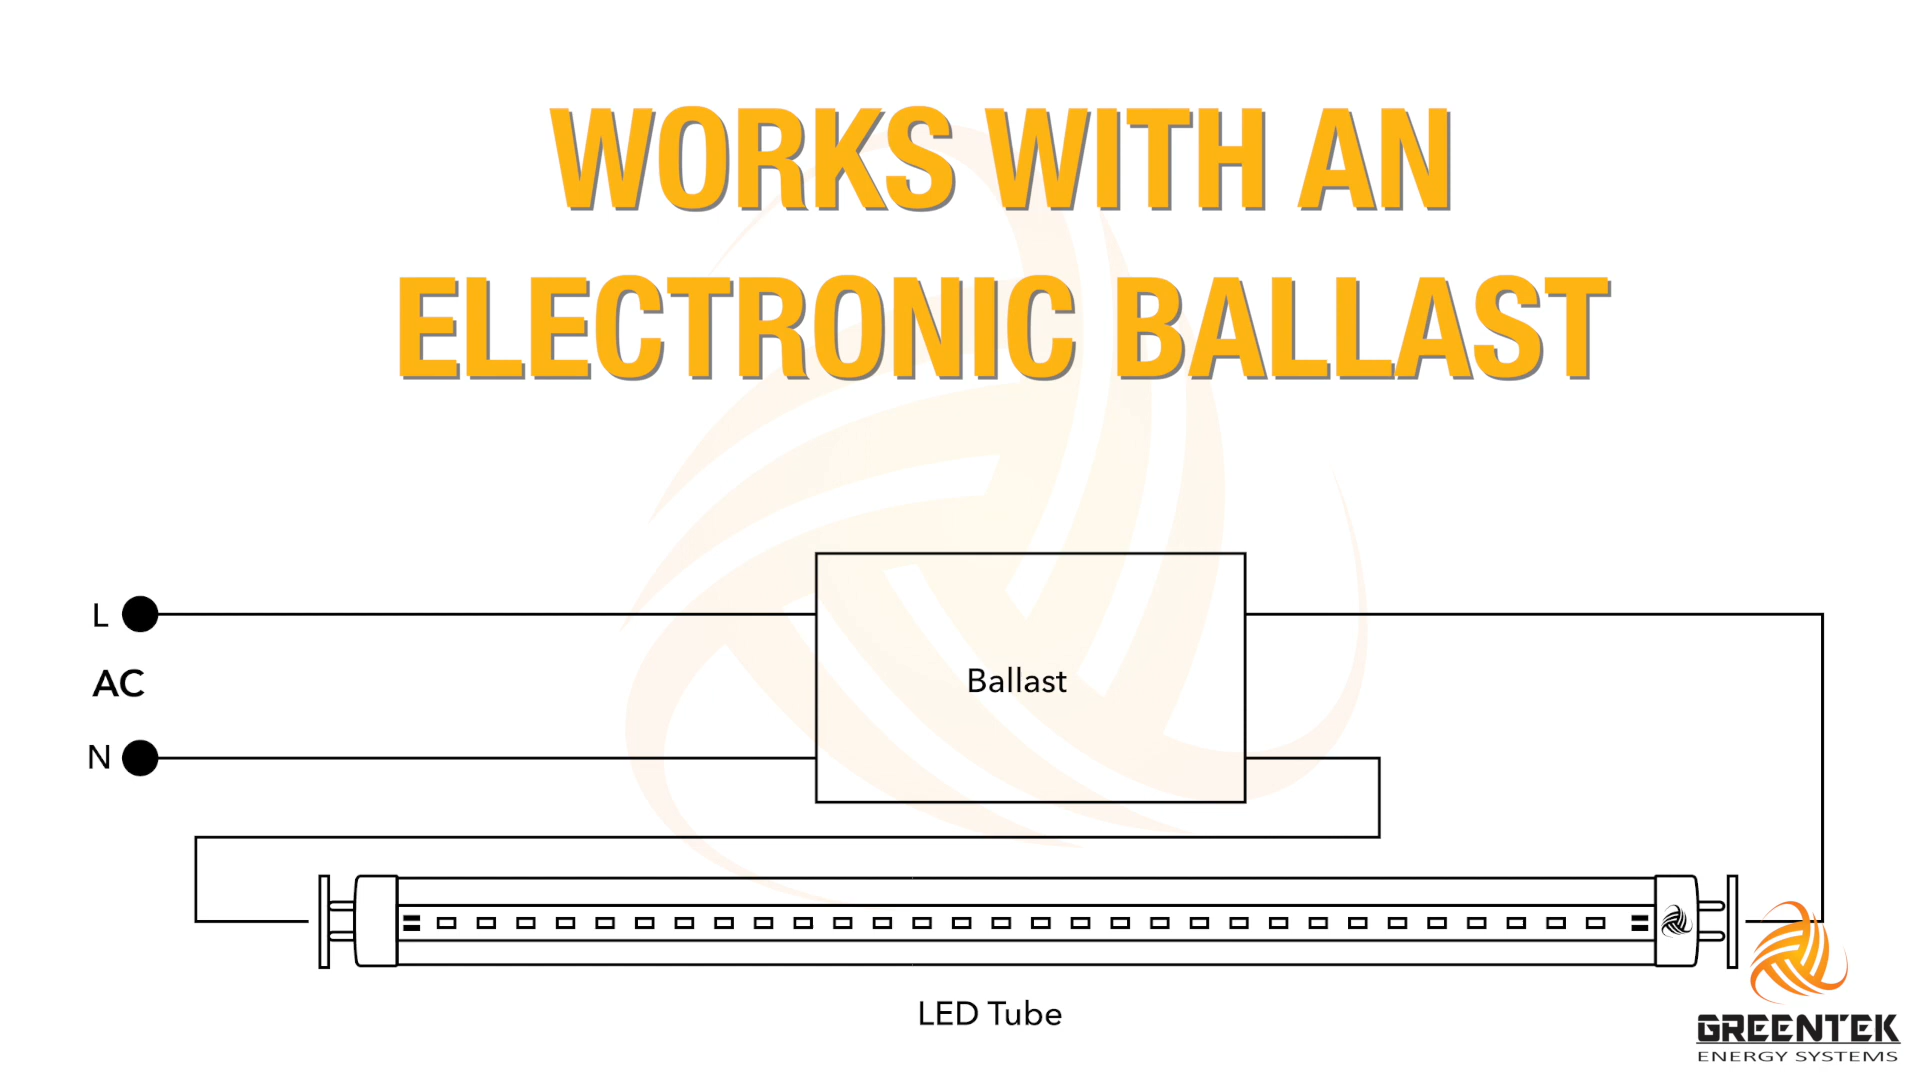 WORKS WITH AN
ELECTRONIC BALLAST
L
AC
N
Ballast
LED Tube
GREENTEK
ENERGY SYSTEMS